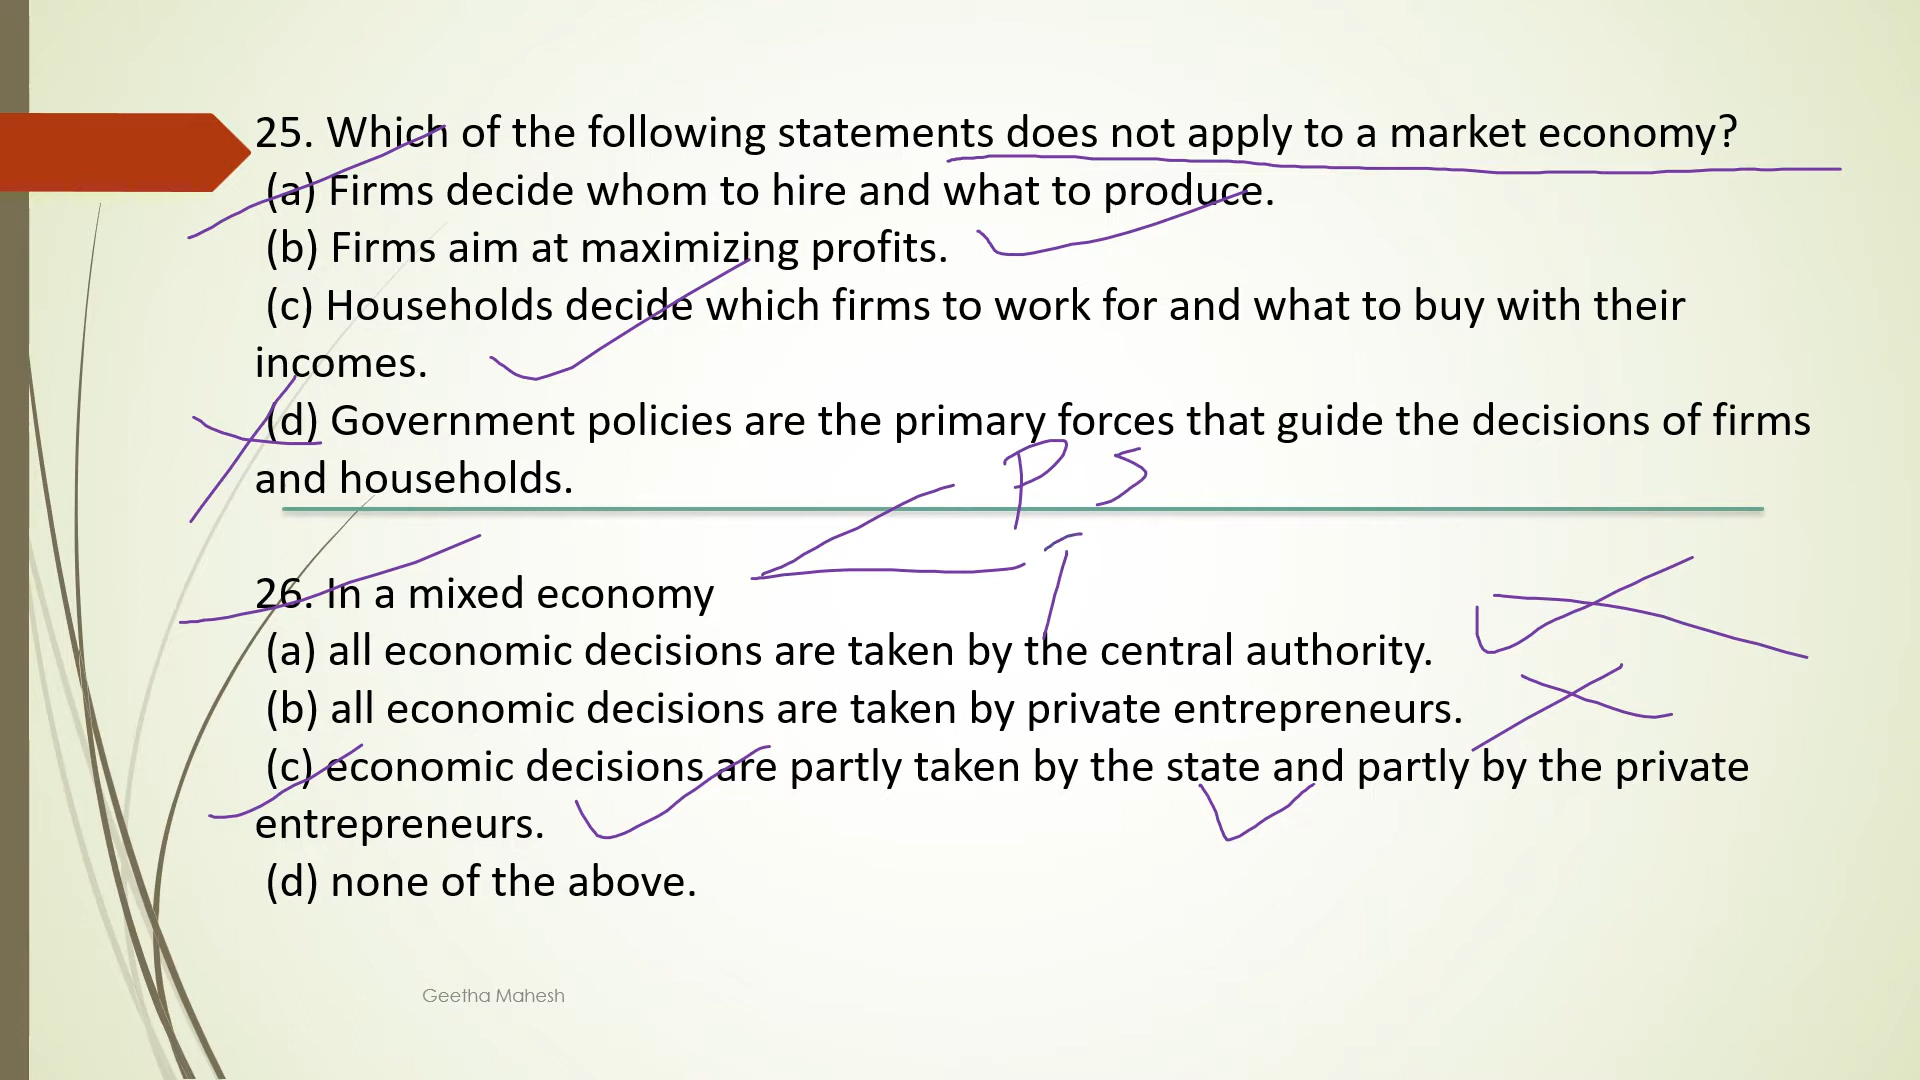 25. Which of the following statements does not apply to a market economy?
(a) Firms decide whom to hire and what to produce.
(b) Firms aim at maximizing profits.
(c) Households decide which firms to work for and what to buy with their
incomes.
(d) Government policies are the primary forces that guide the decisions of firms
and households.
P S
26. In a mixed economy
(a) all economic decisions are taken by the central authority.
(b) all economic decisions are taken by private entrepreneurs.
(c) economic decisions are partly taken by the state and partly by the private
entrepreneurs.
(d) none of the above.
Geetha Mahesh